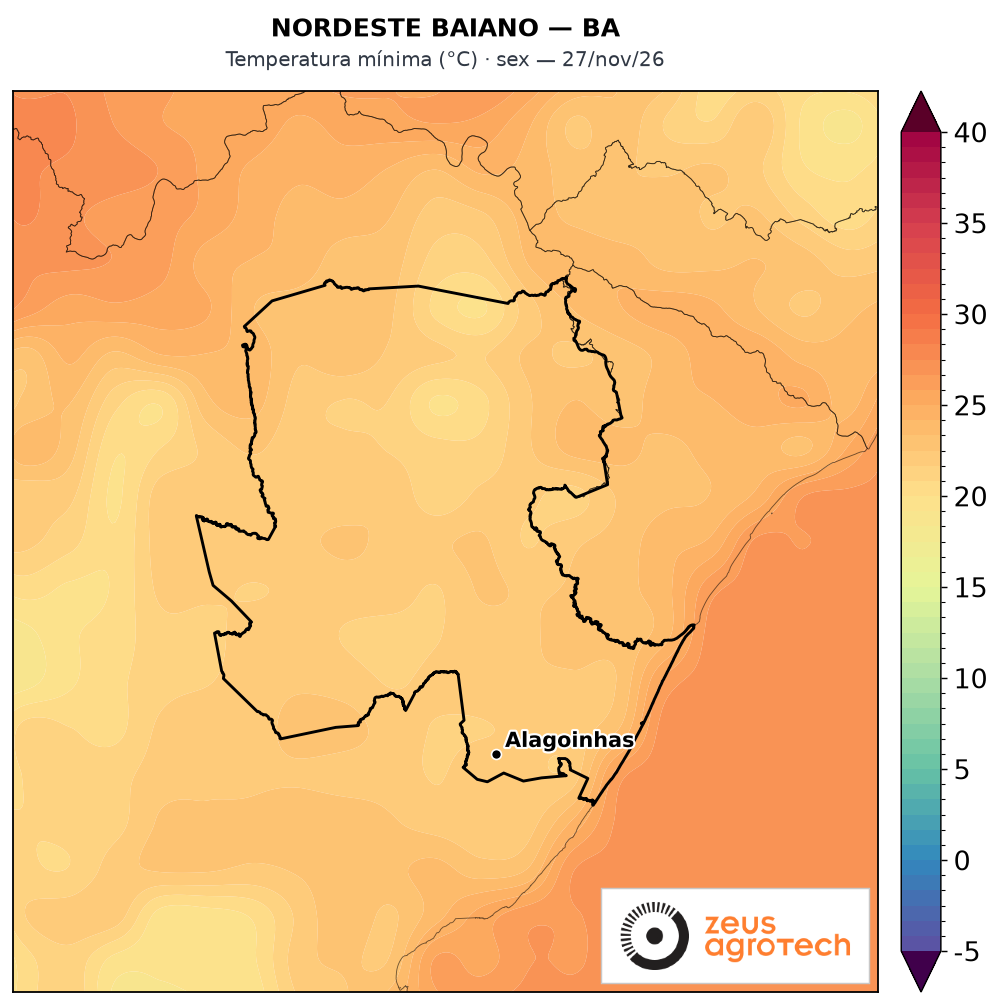 NORDESTE BAIANO — BA
Temperatura mínima (°C) · sex — 27/nov/26
40
35
30
25
20
15
10
5
0
-5
Alagoinhas
zeus
agrotech